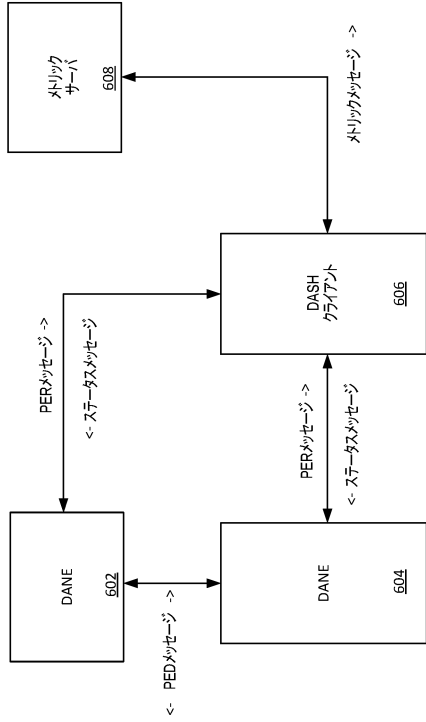 DANE
602
PERメッセージ ->
<- ステータスメッセージ
メトリック
サーバ
608
<- PEDメッセージ ->
DANE
604
PERメッセージ ->
<- ステータスメッセージ
DASH
クライアント
606
メトリックメッセージ ->